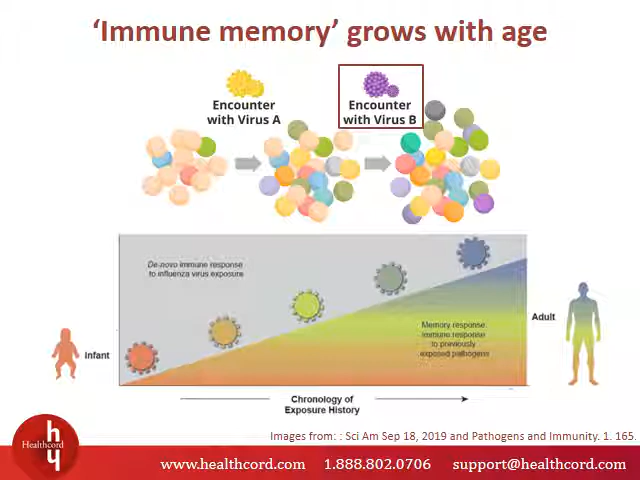 ‘Immune memory’ grows with age
Encounter
with Virus A
Encounter
with Virus B
De-novo immune response
to influenza virus exposure
Memory response:
immune response
to previously
exposed pathogens
Infant
Adult
Chronology of
Exposure History
Images from: : Sci Am Sep 18, 2019 and Pathogens and Immunity. 1. 165.
h
Healthcord
y
www.healthcord.com 1.888.802.0706 support@healthcord.com